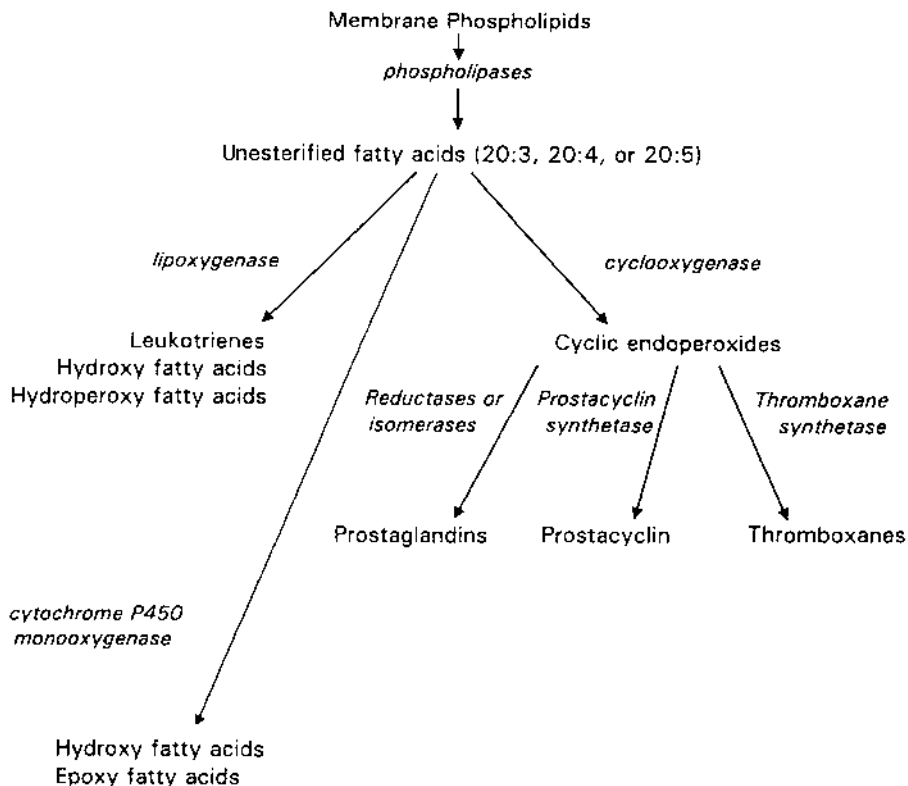 Membrane Phospholipids
phospholipases
Unesterified fatty acids (20:3, 20:4, or 20:5)
lipoxygenase
cyclooxygenase
Leukotrienes
Hydroxy fatty acids
Hydroperoxy fatty acids
Cyclic endoperoxides
Reductases or
isomerases
Prostacyclin
synthetase
Thromboxane
synthetase
Prostaglandins
Prostacyclin
Thromboxanes
cytochrome P450
monooxygenase
Hydroxy fatty acids
Epoxy fatty acids